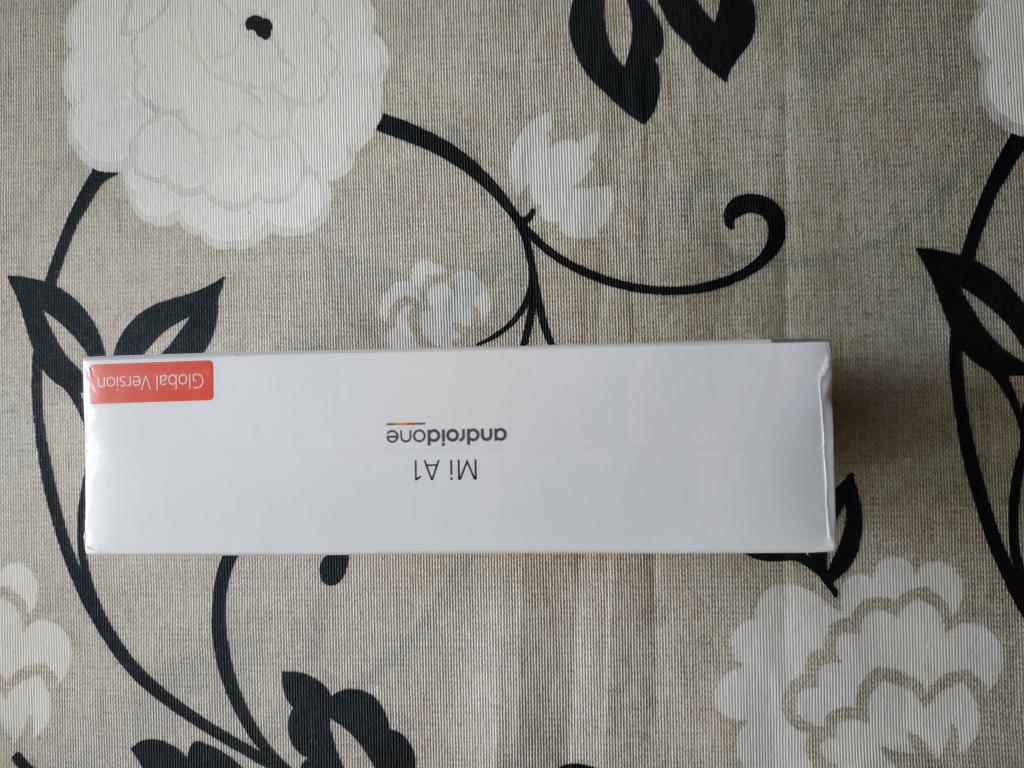 Mi A1
androidone
Global Version